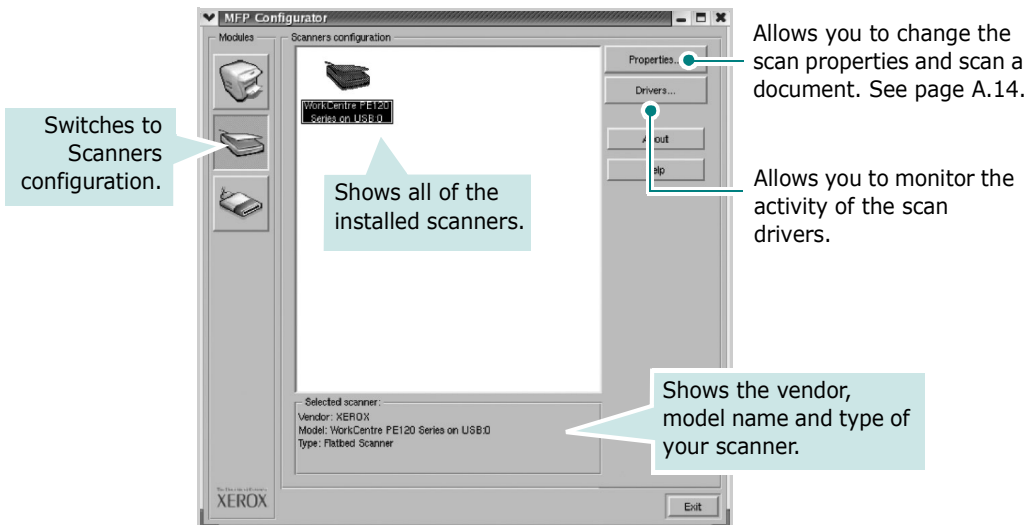 MFP Configurator
Modules
Scanners configuration
WorkCentre PE120
Series on USB:0
Properties...
Drivers...
About
Help
Switches to
Scanners
configuration.
Shows all of the
installed scanners.
Allows you to change the
scan properties and scan a
document. See page A.14.
Allows you to monitor the
activity of the scan
drivers.
Shows the vendor,
model name and type of
your scanner.
Selected scanner:
Vendor: XEROX
Model: WorkCentre PE120 Series on USB:0
Type: Flatbed Scanner
XEROX
Exit